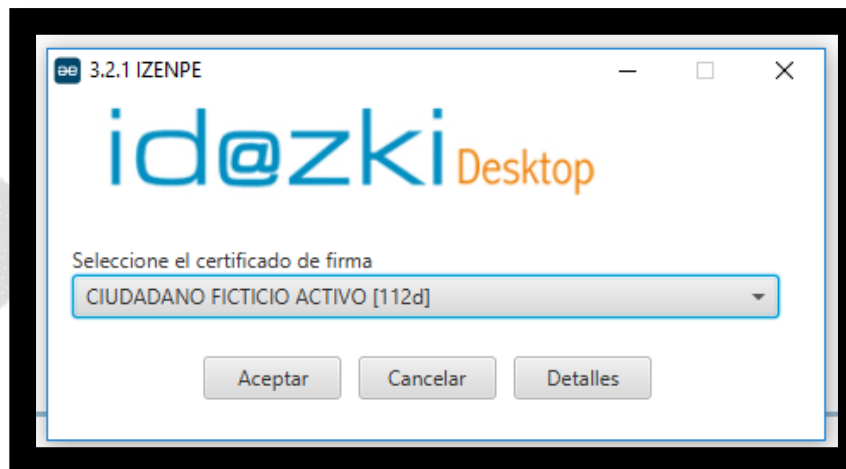 3.2.1 IZENPE
id@zki Desktop
Seleccione el certificado de firma
CIUDADANO FICTICIO ACTIVO [112d]
Aceptar Cancelar Detalles